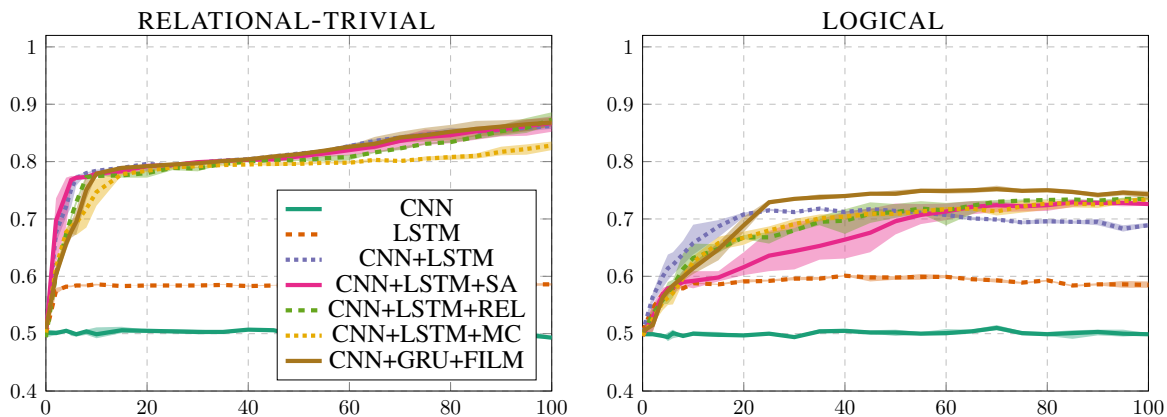 RELATIONAL-TRIVIAL
1
0.9
0.8
0.7
0.6
0.5
0.4
0 20 40 60 80 100
CNN
LSTM
CNN+LSTM
CNN+LSTM+SA
CNN+LSTM+REL
CNN+LSTM+MC
CNN+GRU+FILM
LOGICAL
1
0.9
0.8
0.7
0.6
0.5
0.4
0 20 40 60 80 100